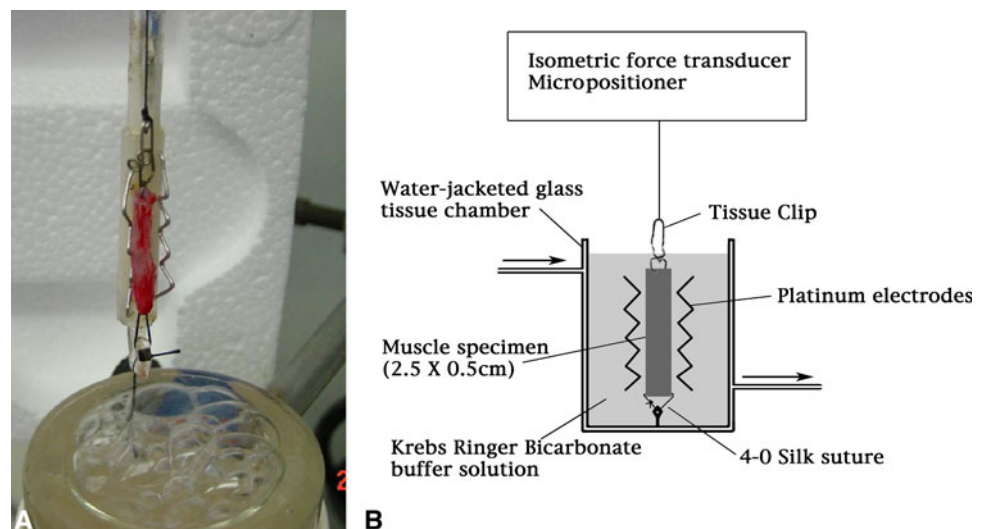 Isometric force transducer
Micropositioner
Water-jacketed glass
tissue chamber
Tissue Clip
Platinum electrodes
Muscle specimen
(2.5 X 0.5cm)
Krebs Ringer Bicarbonate
buffer solution
4-0 Silk suture
2
A
B